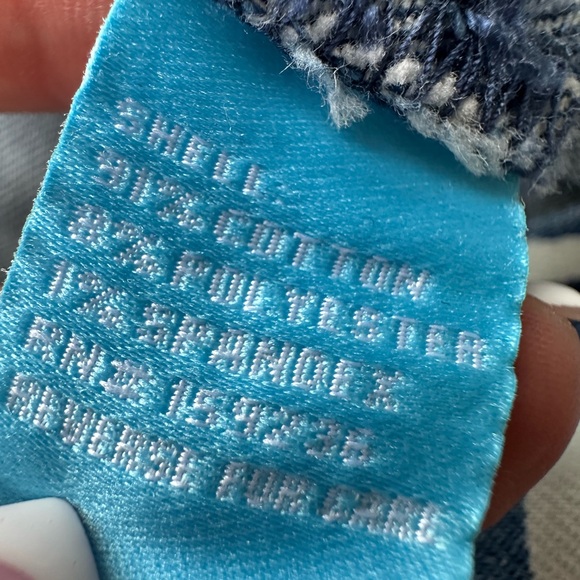 SHELL:
91% COTTON
8% POLYESTER
1% SPANDEX
RN# 159236
REVERSE FOR CARE